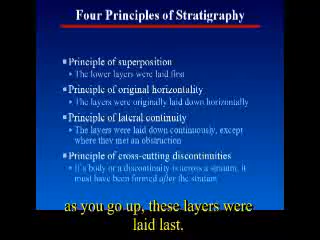 Four Principles of Stratigraphy
Principle of superposition
The lower layers were laid first
Principle of original horizontality
The layers were originally laid down horizontally
Principle of lateral continuity
The layers were laid down continuously, except
where they met an obstruction
Principle of cross-cutting discontinuities
If a body or a discontinuity is across a stratum, it
must have been formed after the stratum
as you go up, these layers were
laid last.